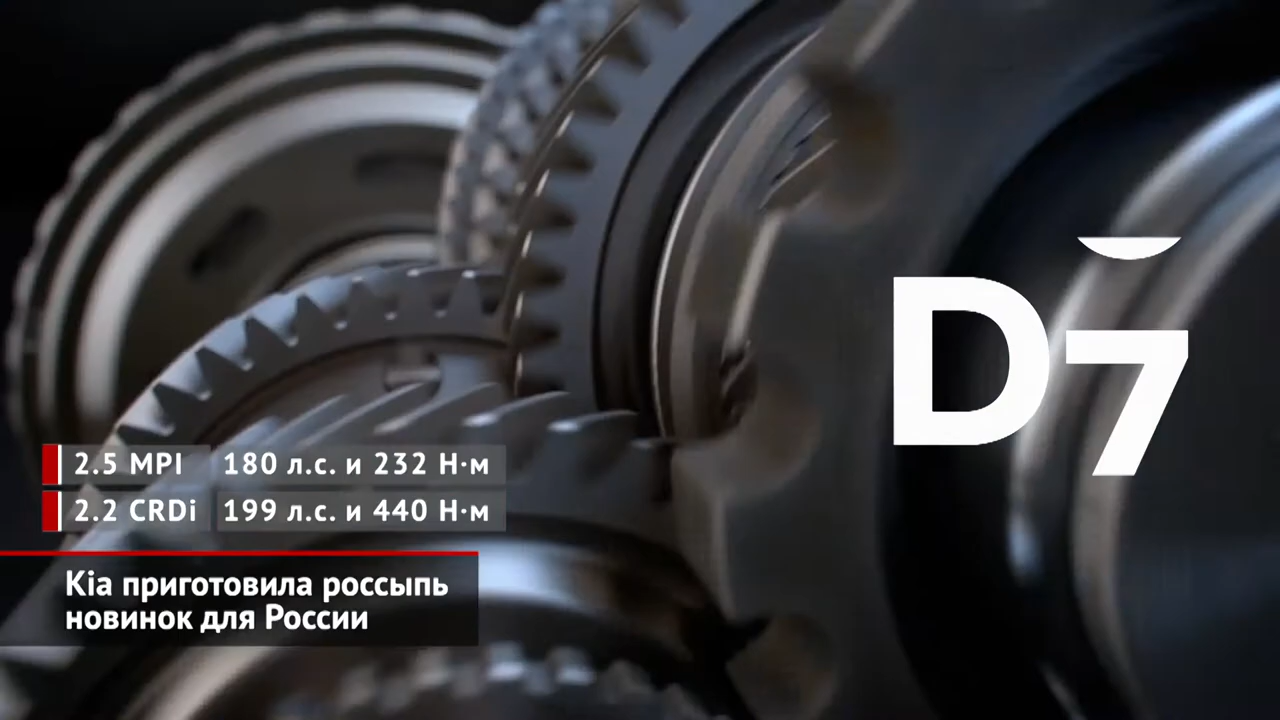 D7
2.5 MPI 180 л.с. и 232 Н·м
2.2 CRDi 199 л.с. и 440 Н·м
Kia приготовила россыпь
новинок для России